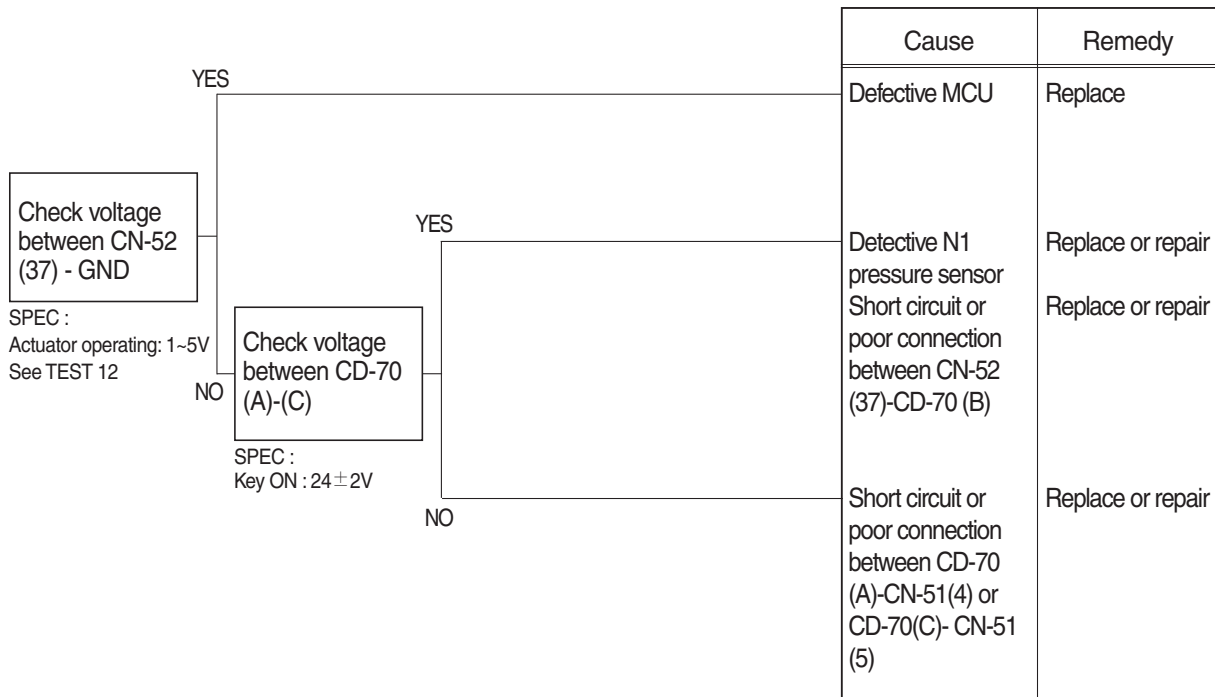 Cause
Remedy
YES
Defective MCU
Replace
Check voltage
between CN-52
(37) - GND
SPEC :
Actuator operating: 1~5V
See TEST 12
NO
YES
Detective N1
pressure sensor
Replace or repair
Short circuit or
poor connection
between CN-52
(37)-CD-70 (B)
Replace or repair
Check voltage
between CD-70
(A)-(C)
SPEC :
Key ON : 24±2V
NO
Short circuit or
poor connection
between CD-70
(A)-CN-51(4) or
CD-70(C)- CN-51
(5)
Replace or repair